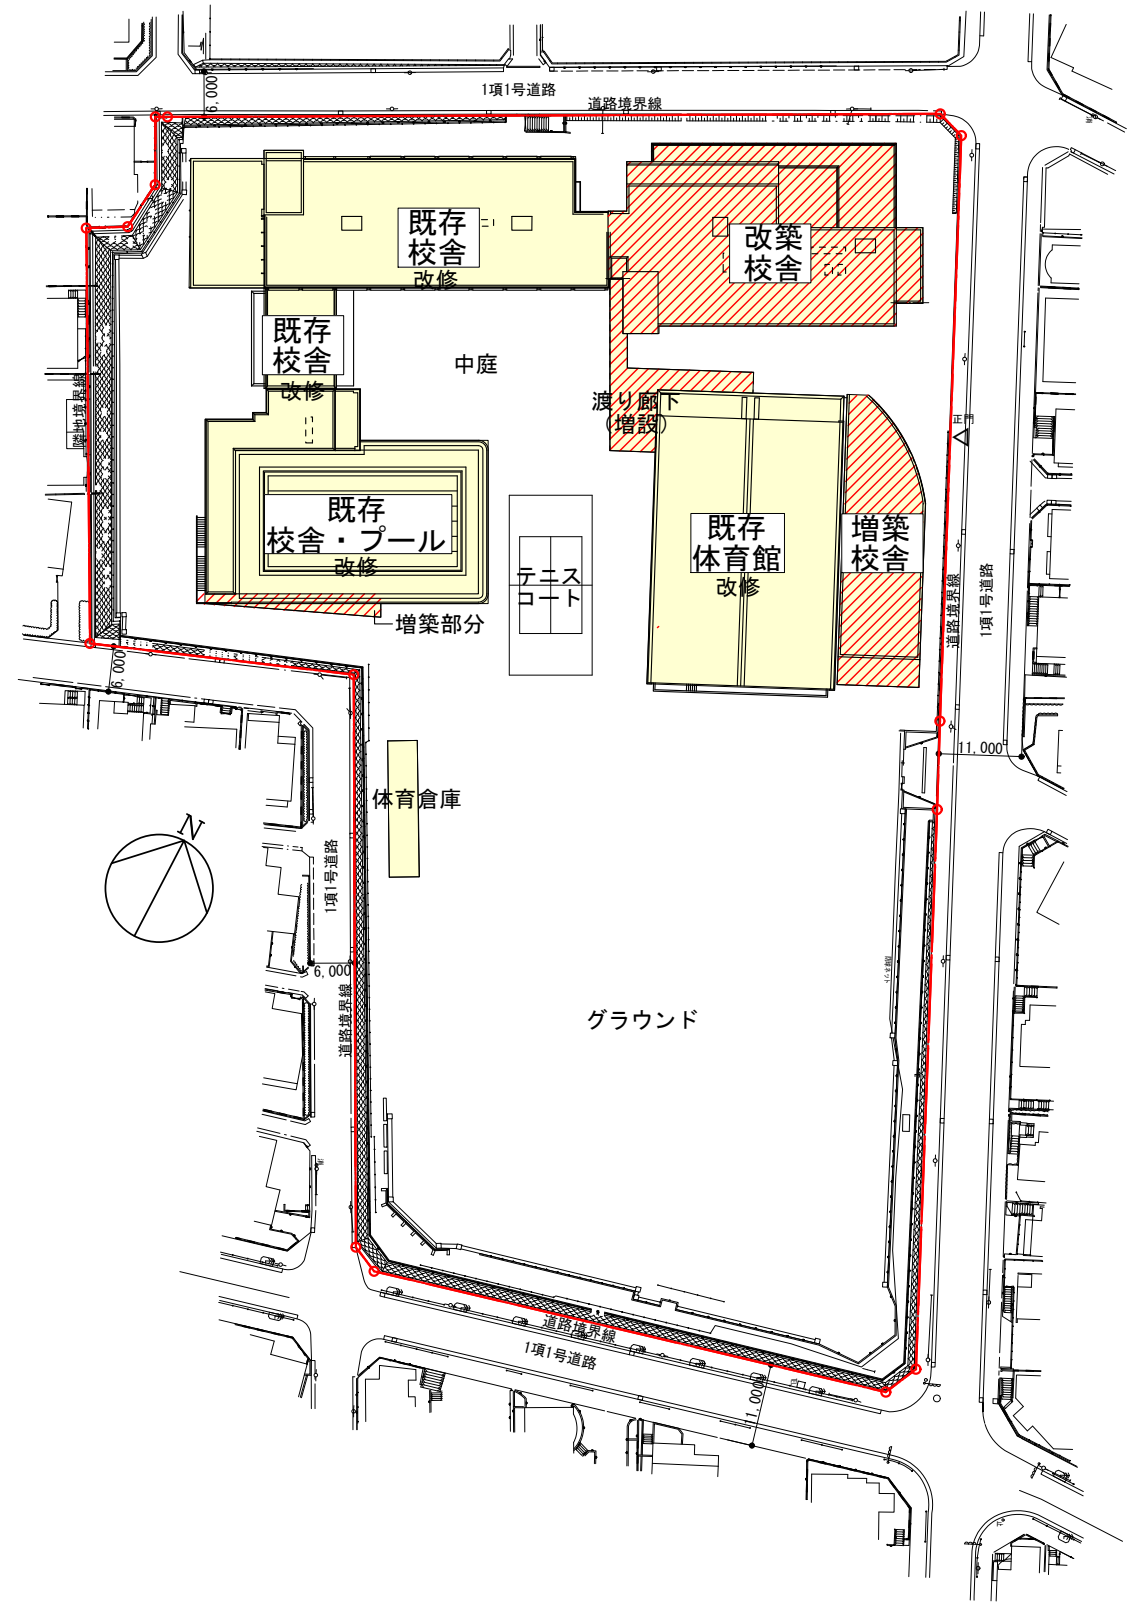 6,000
1項1号道路
道路境界線
既存
校舎
改修
改築
校舎
既存
校舎
改修
中庭
渡り廊下
(増設)
正門
隣地境界線
既存
校舎・プール
改修
テニス
コート
既存
体育館
改修
増築
校舎
増築部分
道路境界線
1項1号道路
6,000
11,000
体育倉庫
N
1項1号道路
6,000
道路境界線
グラウンド
道路境界線
1項1号道路